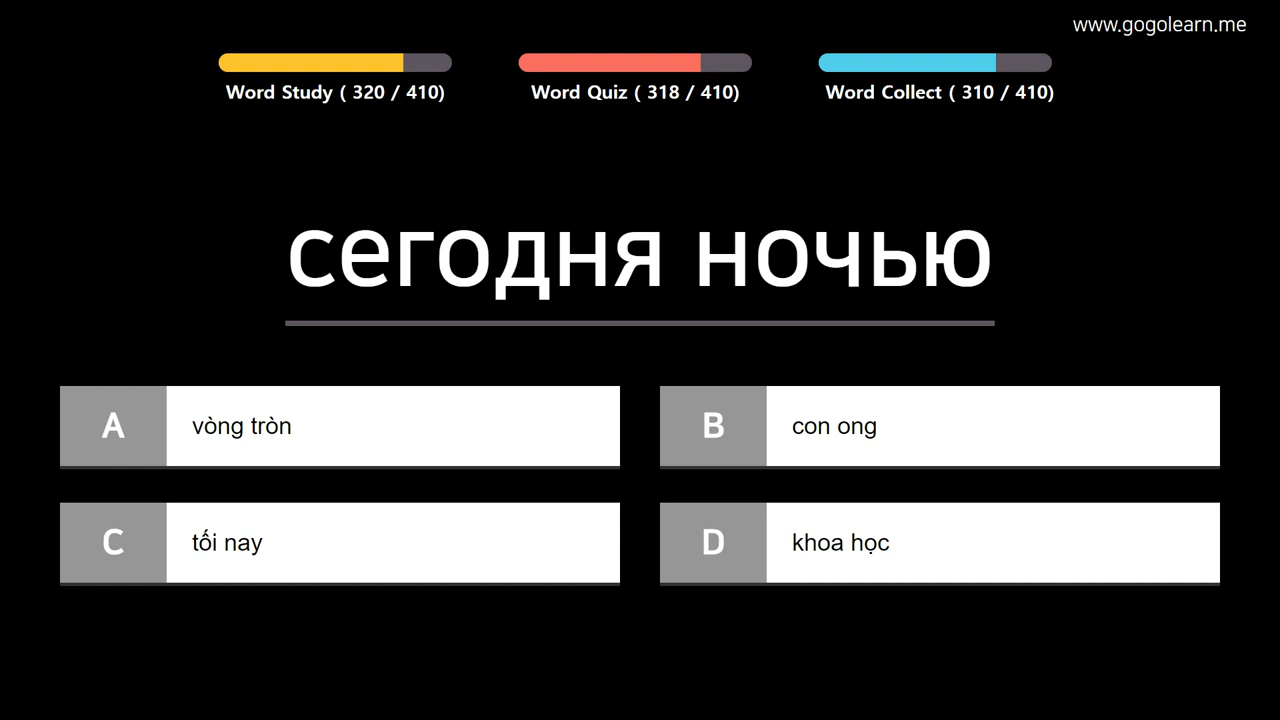 www.gogolearn.me
Word Study ( 320 / 410)
Word Quiz ( 318 / 410)
Word Collect ( 310 / 410)
сегодня ночью
A vòng tròn
B con ong
C tối nay
D khoa học